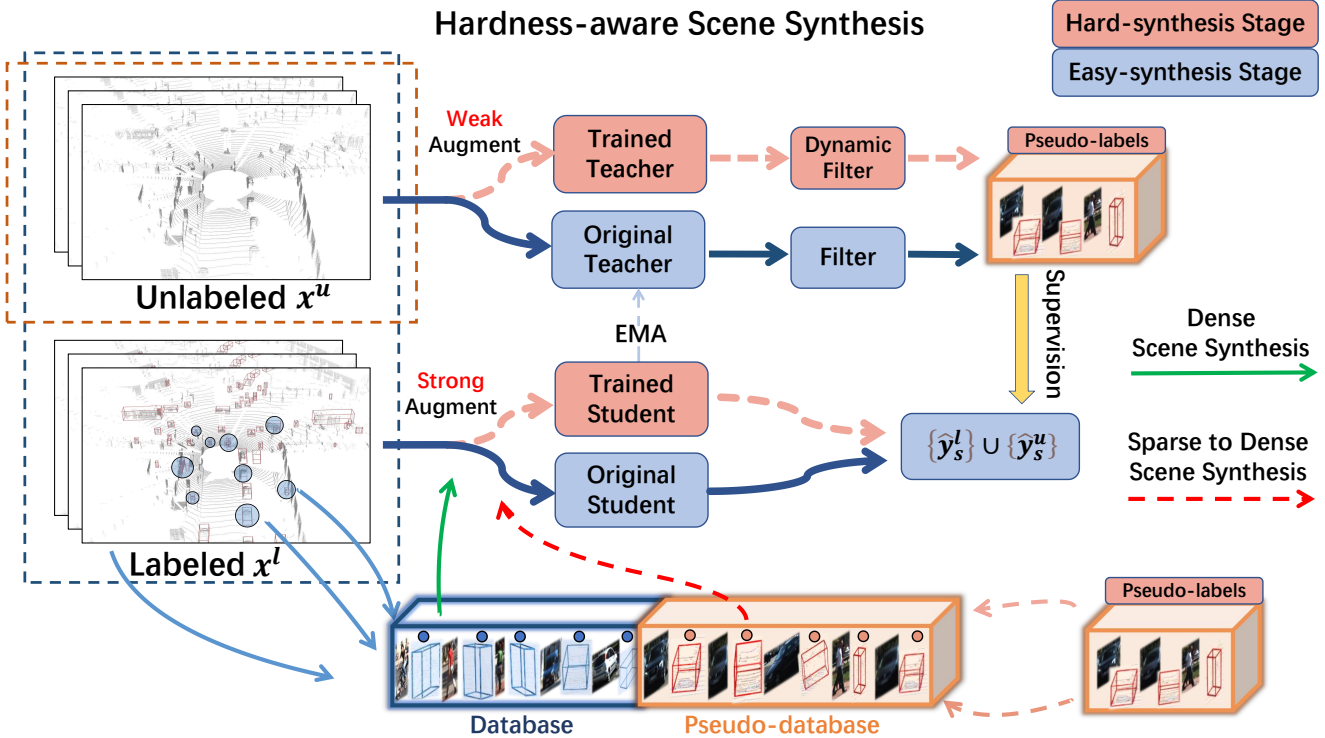 Hardness-aware Scene Synthesis
Hard-synthesis Stage
Easy-synthesis Stage
Weak
Augment
Trained
Teacher
Dynamic
Filter
Pseudo-labels
Original
Teacher
Filter
Unlabeled x^u
EMA
Supervision
Dense
Scene Synthesis
Strong
Augment
Trained
Student
{ŷ_s^l} ∪ {ŷ_s^u}
Sparse to Dense
Scene Synthesis
Original
Student
Labeled x^l
Pseudo-labels
Database
Pseudo-database